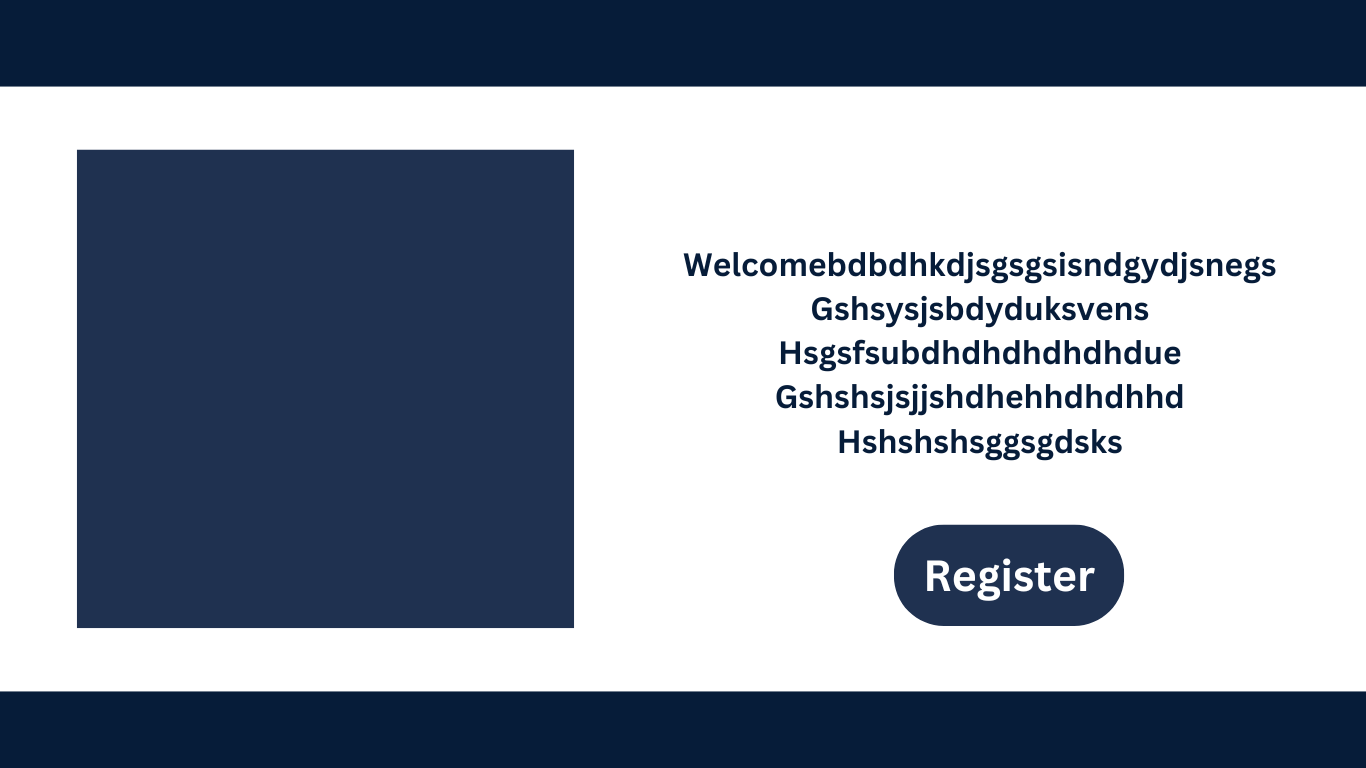 Welcomebdbdhkdjsgsgsisndgydjsnegs
Gshsysjsbdyduksvens
Hsgsfsubdhdhdhdhdhdue
Gshshsjsjjshdhehhdhdhhd
Hshshshsggsgdsks
Register